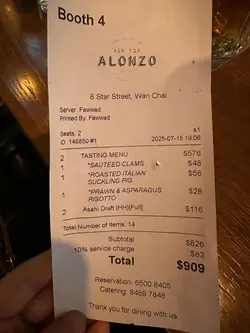 Booth 4
ASK FOR
ALONZO
8 Star Street, Wan Chai
Server: Fawwad
Printed By: Fawwad
Seats: 2 s1
ID: 146850 #1 2025-07-15 19:06
2 TASTING MENU $576
1 *SAUTEED CLAMS $48
1 *ROASTED ITALIAN SUCKLING PIG $58
1 *PRAWN & ASPARAGUS RISOTTO $28
2 Asahi Draft (HH)[Full] $116
Total Number of Items: 14
Subtotal $826
10% service charge $83
Total $909
Reservation: 6500 8405
Catering: 8489 7848
Thank you for dining with us